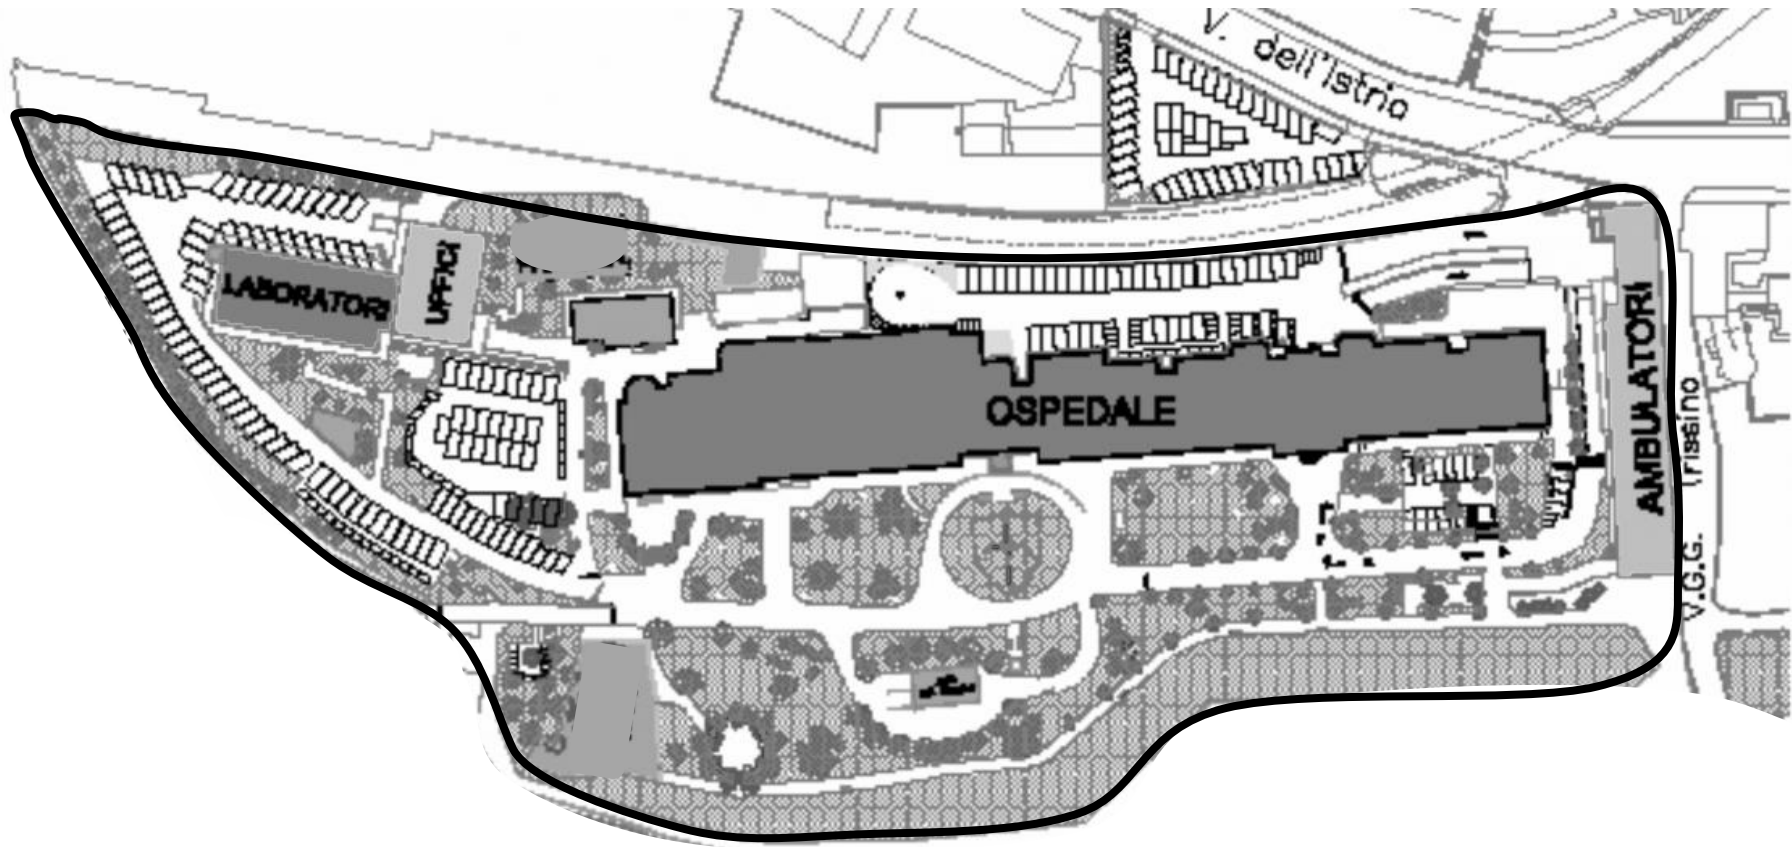 V. dell'Istria
LABORATORI
UFFICI
OSPEDALE
AMBULATORI
V.G.G. Trissino